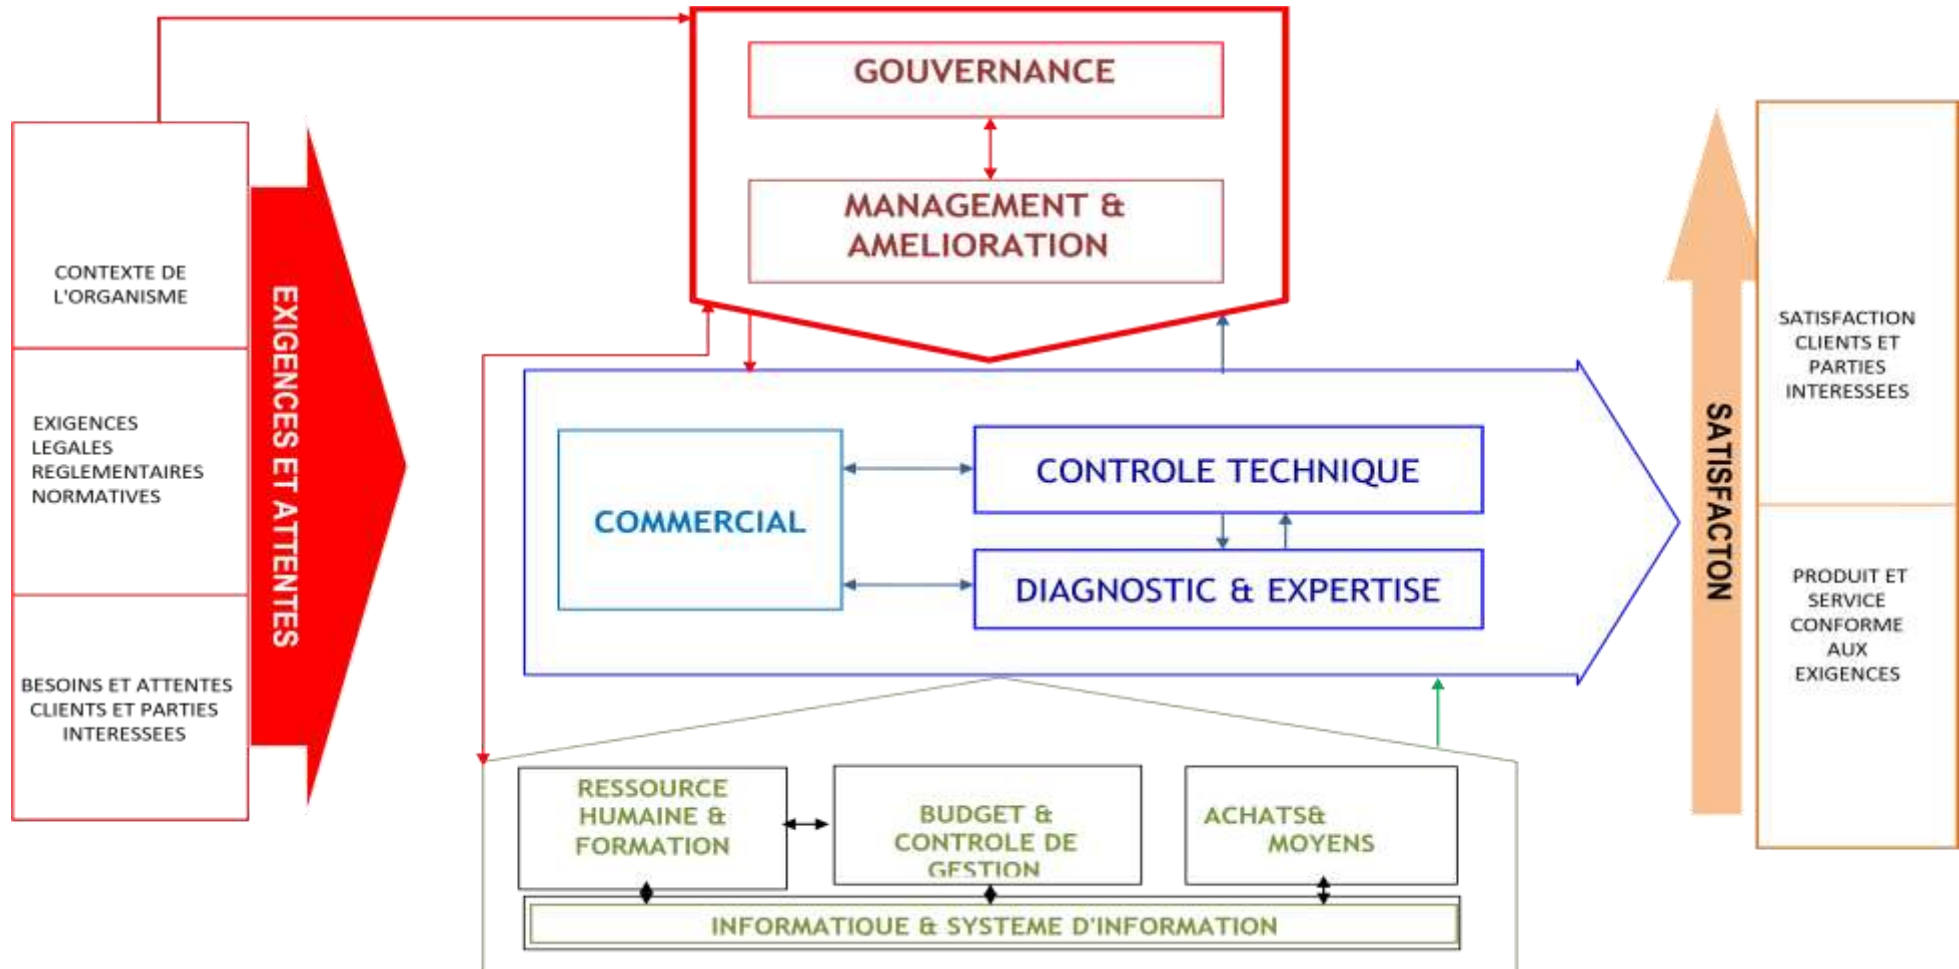 GOUVERNANCE
MANAGEMENT &
AMELIORATION
CONTEXTE DE
L'ORGANISME
EXIGENCES
LEGALES
REGLEMENTAIRES
NORMATIVES
BESOINS ET ATTENTES
CLIENTS ET PARTIES
INTERESSEES
EXIGENCES ET ATTENTES
COMMERCIAL
CONTROLE TECHNIQUE
DIAGNOSTIC & EXPERTISE
RESSOURCE
HUMAINE &
FORMATION
BUDGET &
CONTROLE DE
GESTION
ACHATS&
MOYENS
INFORMATIQUE & SYSTEME D'INFORMATION
SATISFACTON
SATISFACTION
CLIENTS ET
PARTIES
INTERESSEES
PRODUIT ET
SERVICE
CONFORME
AUX
EXIGENCES